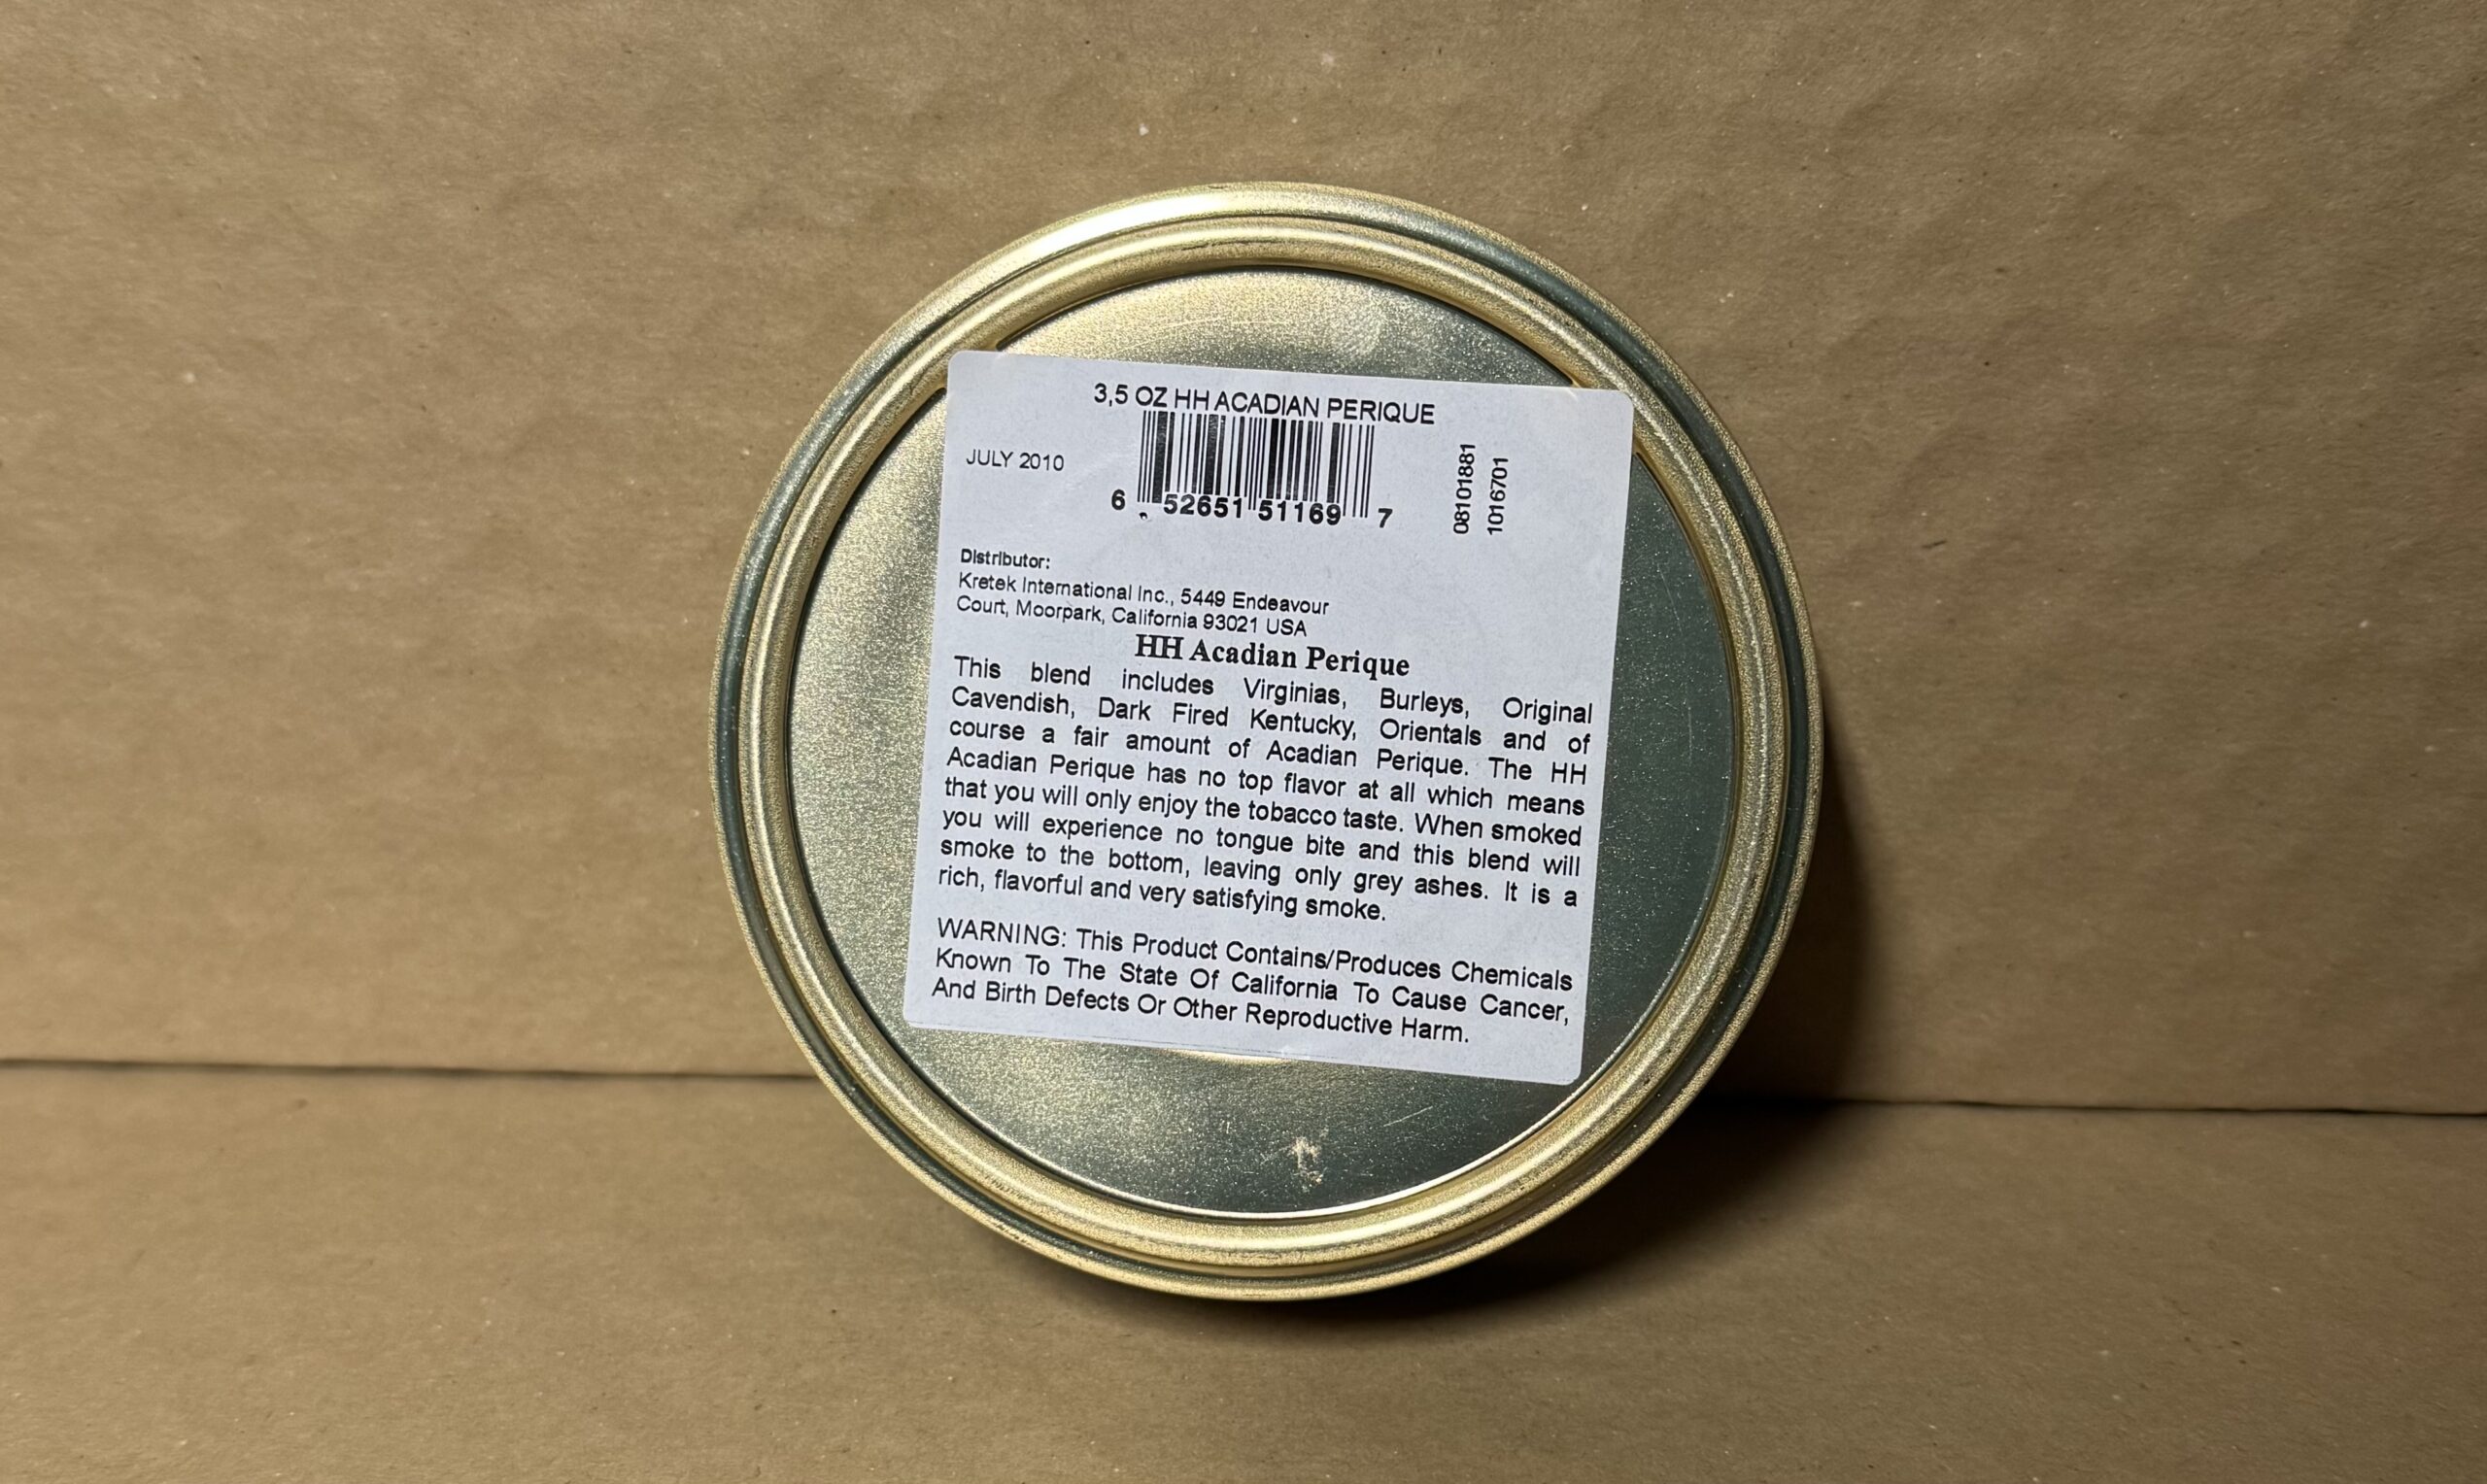 3,5 OZ HH ACADIAN PERIQUE
JULY 2010
6 52651 51169 7
08101881
1016701
Distributor:
Kretek International Inc., 5449 Endeavour
Court, Moorpark, California 93021 USA
HH Acadian Perique
This blend includes Virginias, Burleys, Original
Cavendish, Dark Fired Kentucky, Orientals and of
course a fair amount of Acadian Perique. The HH
Acadian Perique has no top flavor at all which means
that you will only enjoy the tobacco taste. When smoked
you will experience no tongue bite and this blend will
smoke to the bottom, leaving only grey ashes. It is a
rich, flavorful and very satisfying smoke.
WARNING: This Product Contains/Produces Chemicals
Known To The State Of California To Cause Cancer,
And Birth Defects Or Other Reproductive Harm.